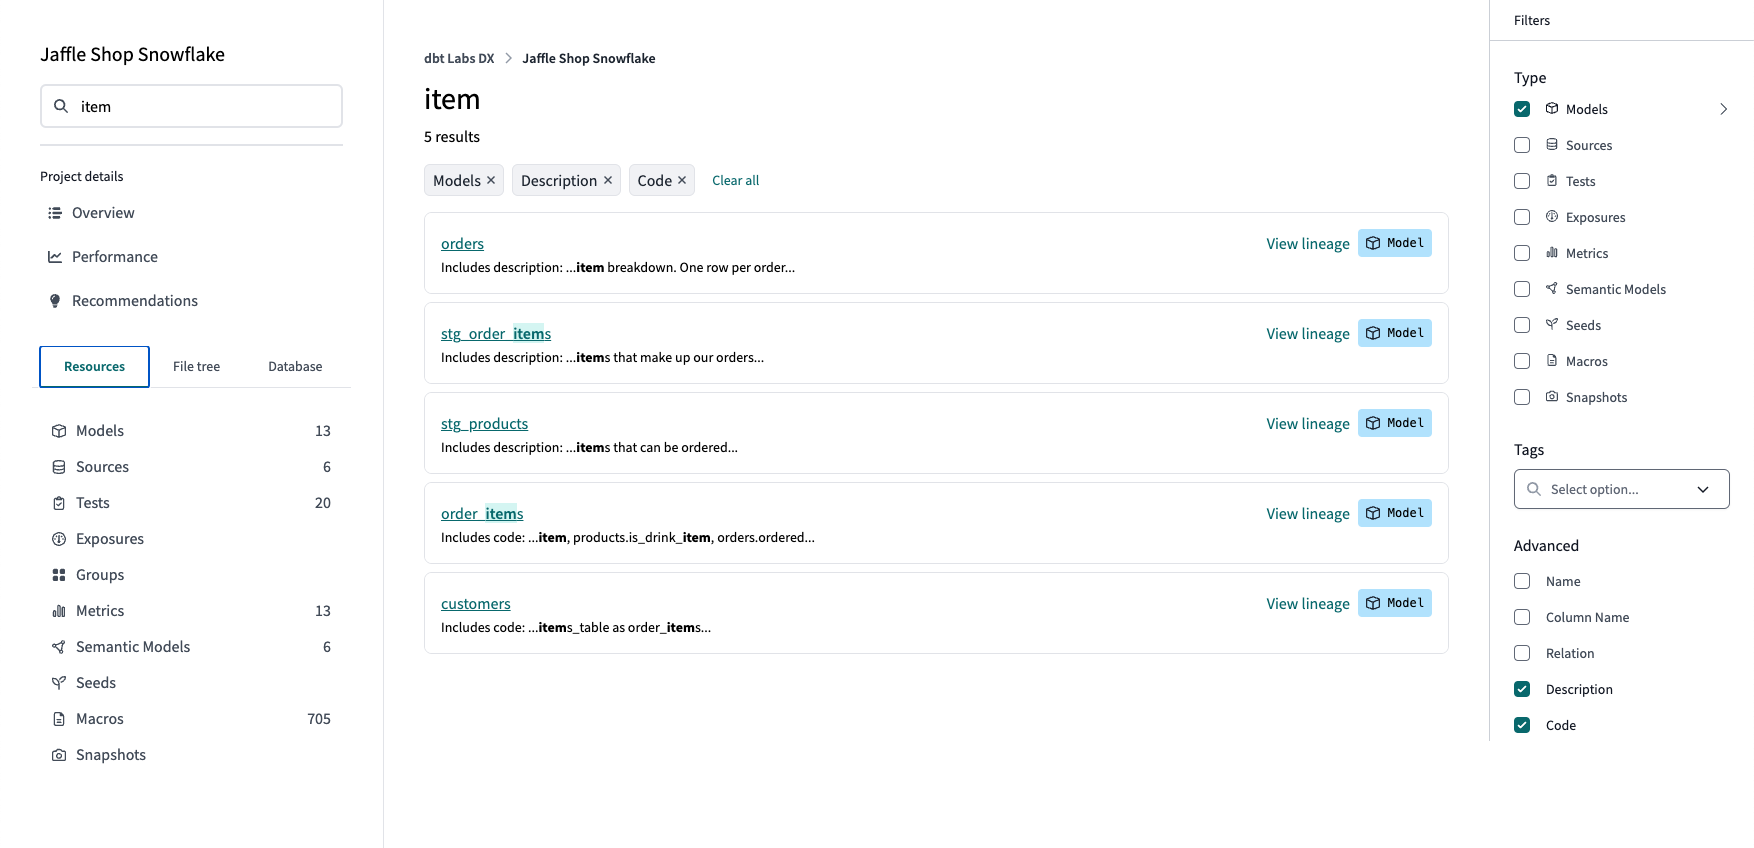 Jaffle Shop Snowflake
item
Project details
Overview
Performance
Recommendations
Resources File tree Database
Models 13
Sources 6
Tests 20
Exposures
Groups
Metrics 13
Semantic Models 6
Seeds
Macros 705
Snapshots
dbt Labs DX > Jaffle Shop Snowflake
item
5 results
Models × Description × Code × Clear all
orders View lineage Model
Includes description: ...item breakdown. One row per order...
stg_order_items View lineage Model
Includes description: ...items that make up our orders...
stg_products View lineage Model
Includes description: ...items that can be ordered...
order_items View lineage Model
Includes code: ...item, products.is_drink_item, orders.ordered...
customers View lineage Model
Includes code: ...items_table as order_items...
Filters
Type
Models
Sources
Tests
Exposures
Metrics
Semantic Models
Seeds
Macros
Snapshots
Tags
Select option...
Advanced
Name
Column Name
Relation
Description
Code